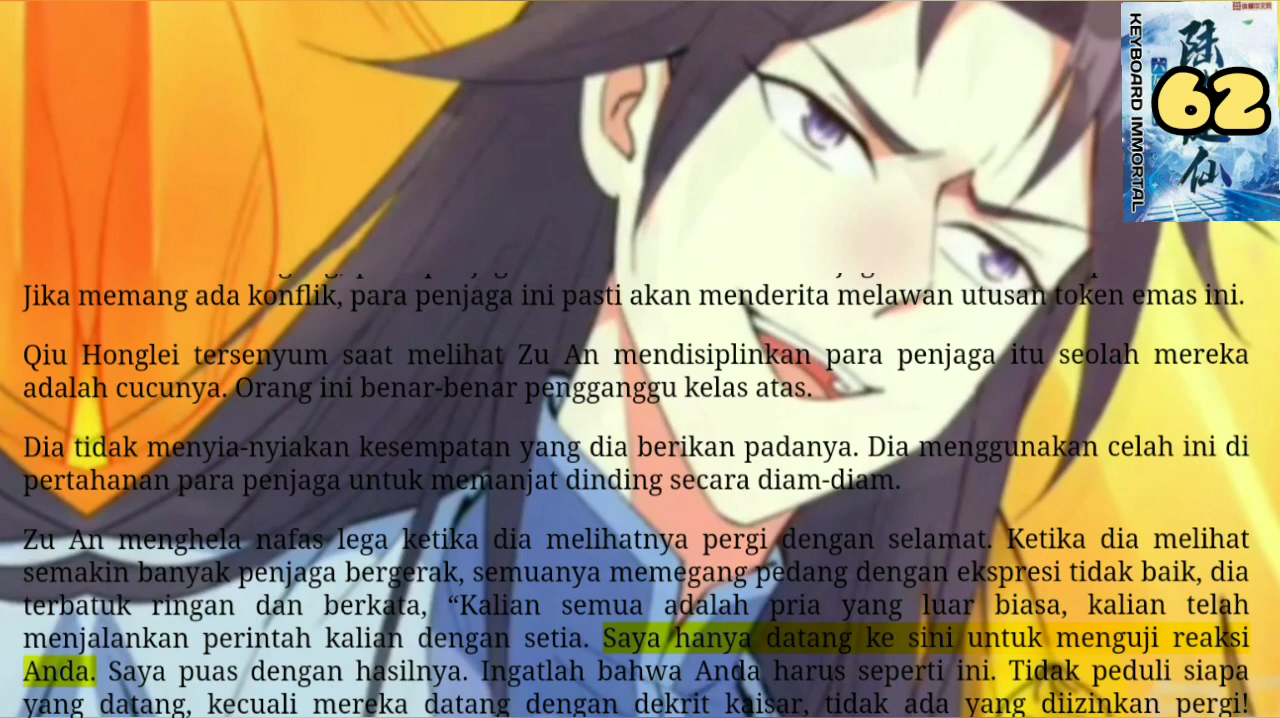 KEYBOARD IMMORTAL
62
Jika memang ada konflik, para penjaga ini pasti akan menderita melawan utusan token emas ini.
Qiu Honglei tersenyum saat melihat Zu An mendisiplinkan para penjaga itu seolah mereka
adalah cucunya. Orang ini benar-benar pengganggu kelas atas.
Dia tidak menyia-nyiakan kesempatan yang dia berikan padanya. Dia menggunakan celah ini di
pertahanan para penjaga untuk memanjat dinding secara diam-diam.
Zu An menghela nafas lega ketika dia melihatnya pergi dengan selamat. Ketika dia melihat
semakin banyak penjaga bergerak, semuanya memegang pedang dengan ekspresi tidak baik, dia
terbatuk ringan dan berkata, “Kalian semua adalah pria yang luar biasa, kalian telah
menjalankan perintah kalian dengan setia. Saya hanya datang ke sini untuk menguji reaksi
Anda. Saya puas dengan hasilnya. Ingatlah bahwa Anda harus seperti ini. Tidak peduli siapa
yang datang, kecuali mereka datang dengan dekrit kaisar, tidak ada yang diizinkan pergi!